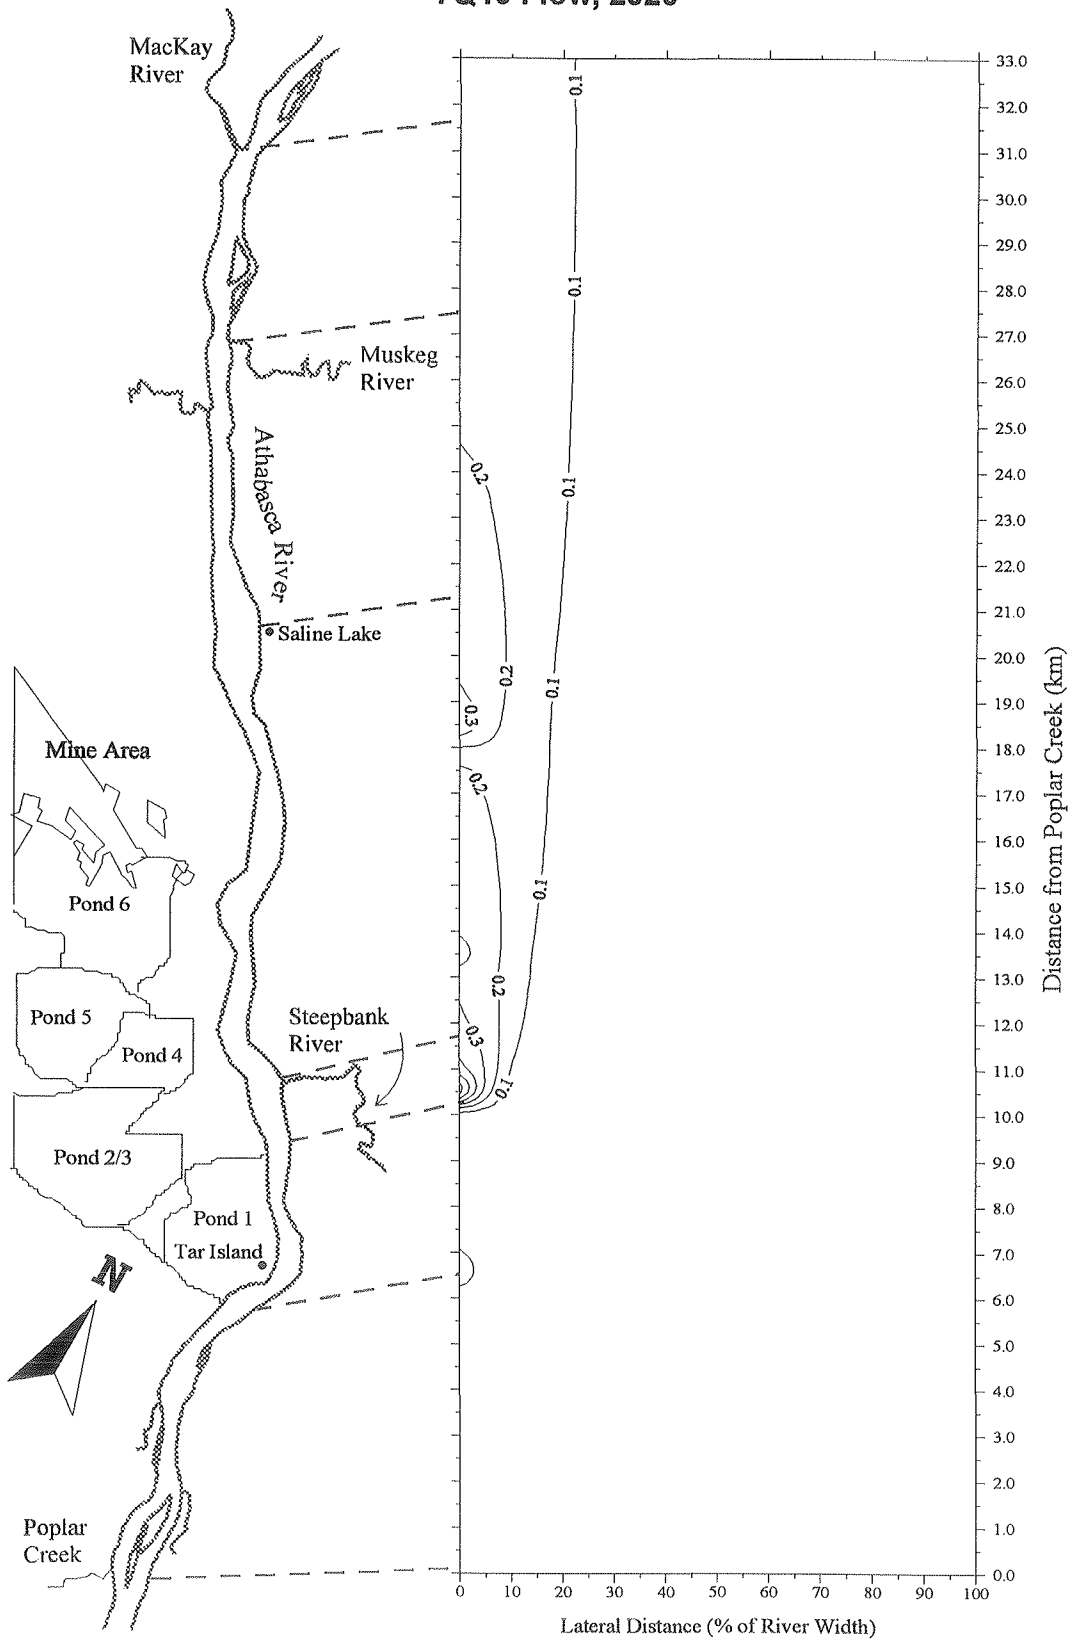 MacKay
River
Muskeg
River
Athabasca River
Saline Lake
Mine Area
Pond 6
Pond 5
Pond 4
Steepbank
River
Pond 2/3
Pond 1
Tar Island
N
Poplar
Creek
0.1
0.1
0.2
0.1
0.2
0.1
0.3
0.2
0.1
0.2
0.3
0.1
33.0
32.0
31.0
30.0
29.0
28.0
27.0
26.0
25.0
24.0
23.0
22.0
21.0
20.0
19.0
18.0
17.0
16.0
15.0
14.0
13.0
12.0
11.0
10.0
9.0
8.0
7.0
6.0
5.0
4.0
3.0
2.0
1.0
0.0
Distance from Poplar Creek (km)
0 10 20 30 40 50 60 70 80 90 100
Lateral Distance (% of River Width)